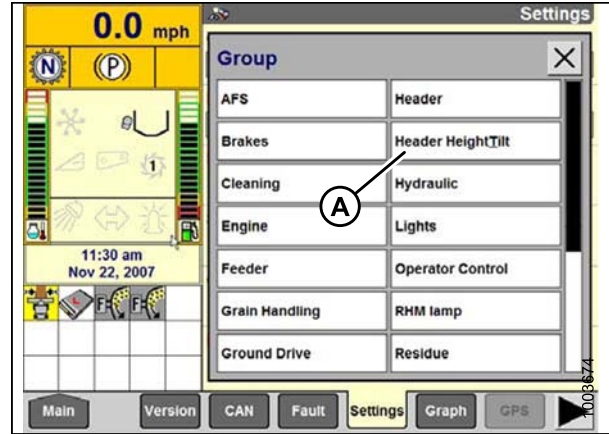 0.0 mph
Settings
N
(P)
Group
X
AFS
Header
Brakes
Header HeightTilt
Cleaning
Hydraulic
A
Engine
Lights
1
11:30 am
Nov 22, 2007
Feeder
Operator Control
F
F
Grain Handling
RHM lamp
Ground Drive
Residue
Main
Version
CAN
Fault
Settings
Graph
GPS
1003674